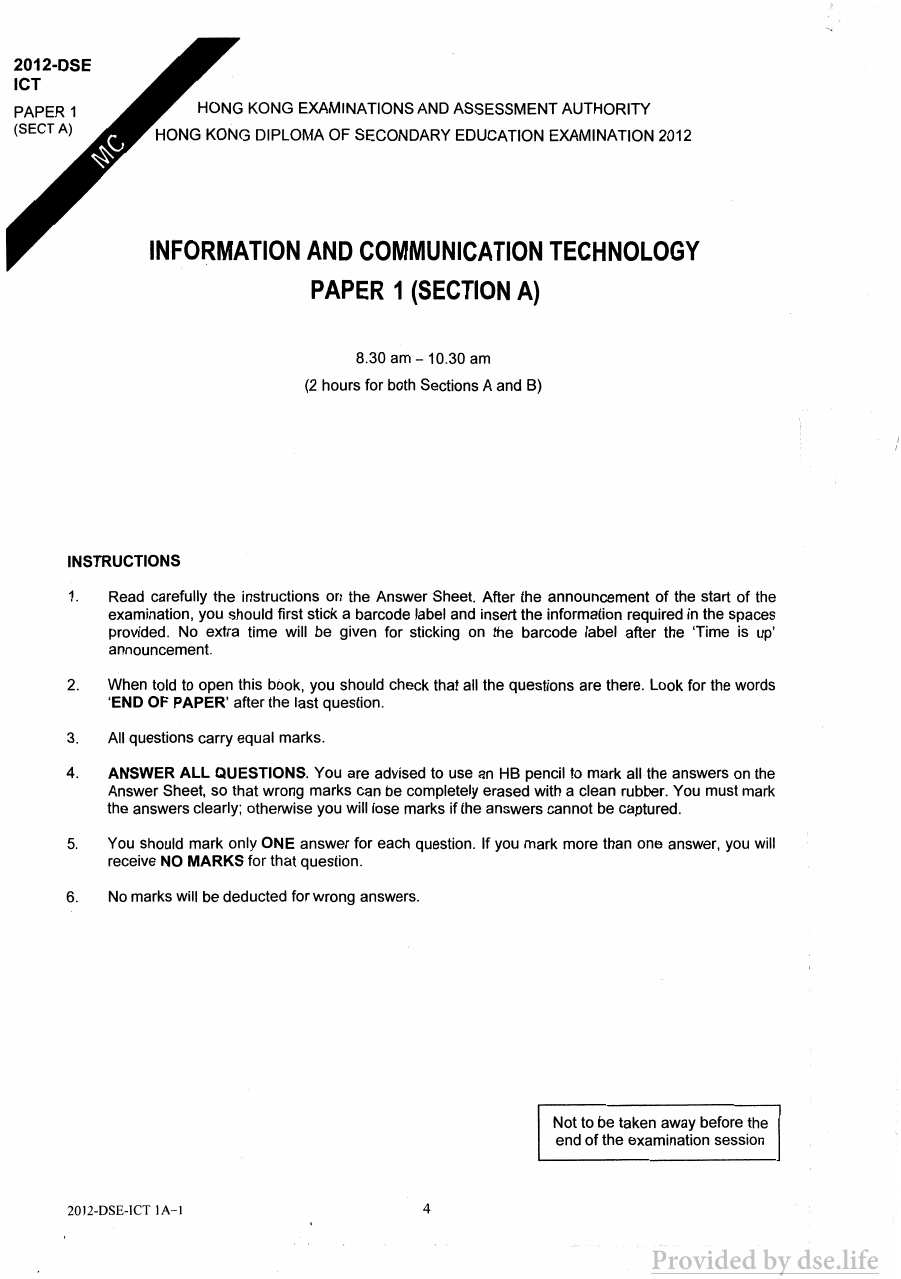 2012-DSE
ICT
PAPER 1
(SECT A)
MC
HONG KONG EXAMINATIONS AND ASSESSMENT AUTHORITY
HONG KONG DIPLOMA OF SECONDARY EDUCATION EXAMINATION 2012
INFORMATION AND COMMUNICATION TECHNOLOGY
PAPER 1 (SECTION A)
8.30 am – 10.30 am
(2 hours for both Sections A and B)
INSTRUCTIONS
1. Read carefully the instructions on the Answer Sheet. After the announcement of the start of the
examination, you should first stick a barcode label and insert the information required in the spaces
provided. No extra time will be given for sticking on the barcode label after the ‘Time is up’
announcement.
2. When told to open this book, you should check that all the questions are there. Look for the words
‘END OF PAPER’ after the last question.
3. All questions carry equal marks.
4. ANSWER ALL QUESTIONS. You are advised to use an HB pencil to mark all the answers on the
Answer Sheet, so that wrong marks can be completely erased with a clean rubber. You must mark
the answers clearly; otherwise you will lose marks if the answers cannot be captured.
5. You should mark only ONE answer for each question. If you mark more than one answer, you will
receive NO MARKS for that question.
6. No marks will be deducted for wrong answers.
Not to be taken away before the
end of the examination session
2012-DSE-ICT 1A–1
4
Provided by dse.life